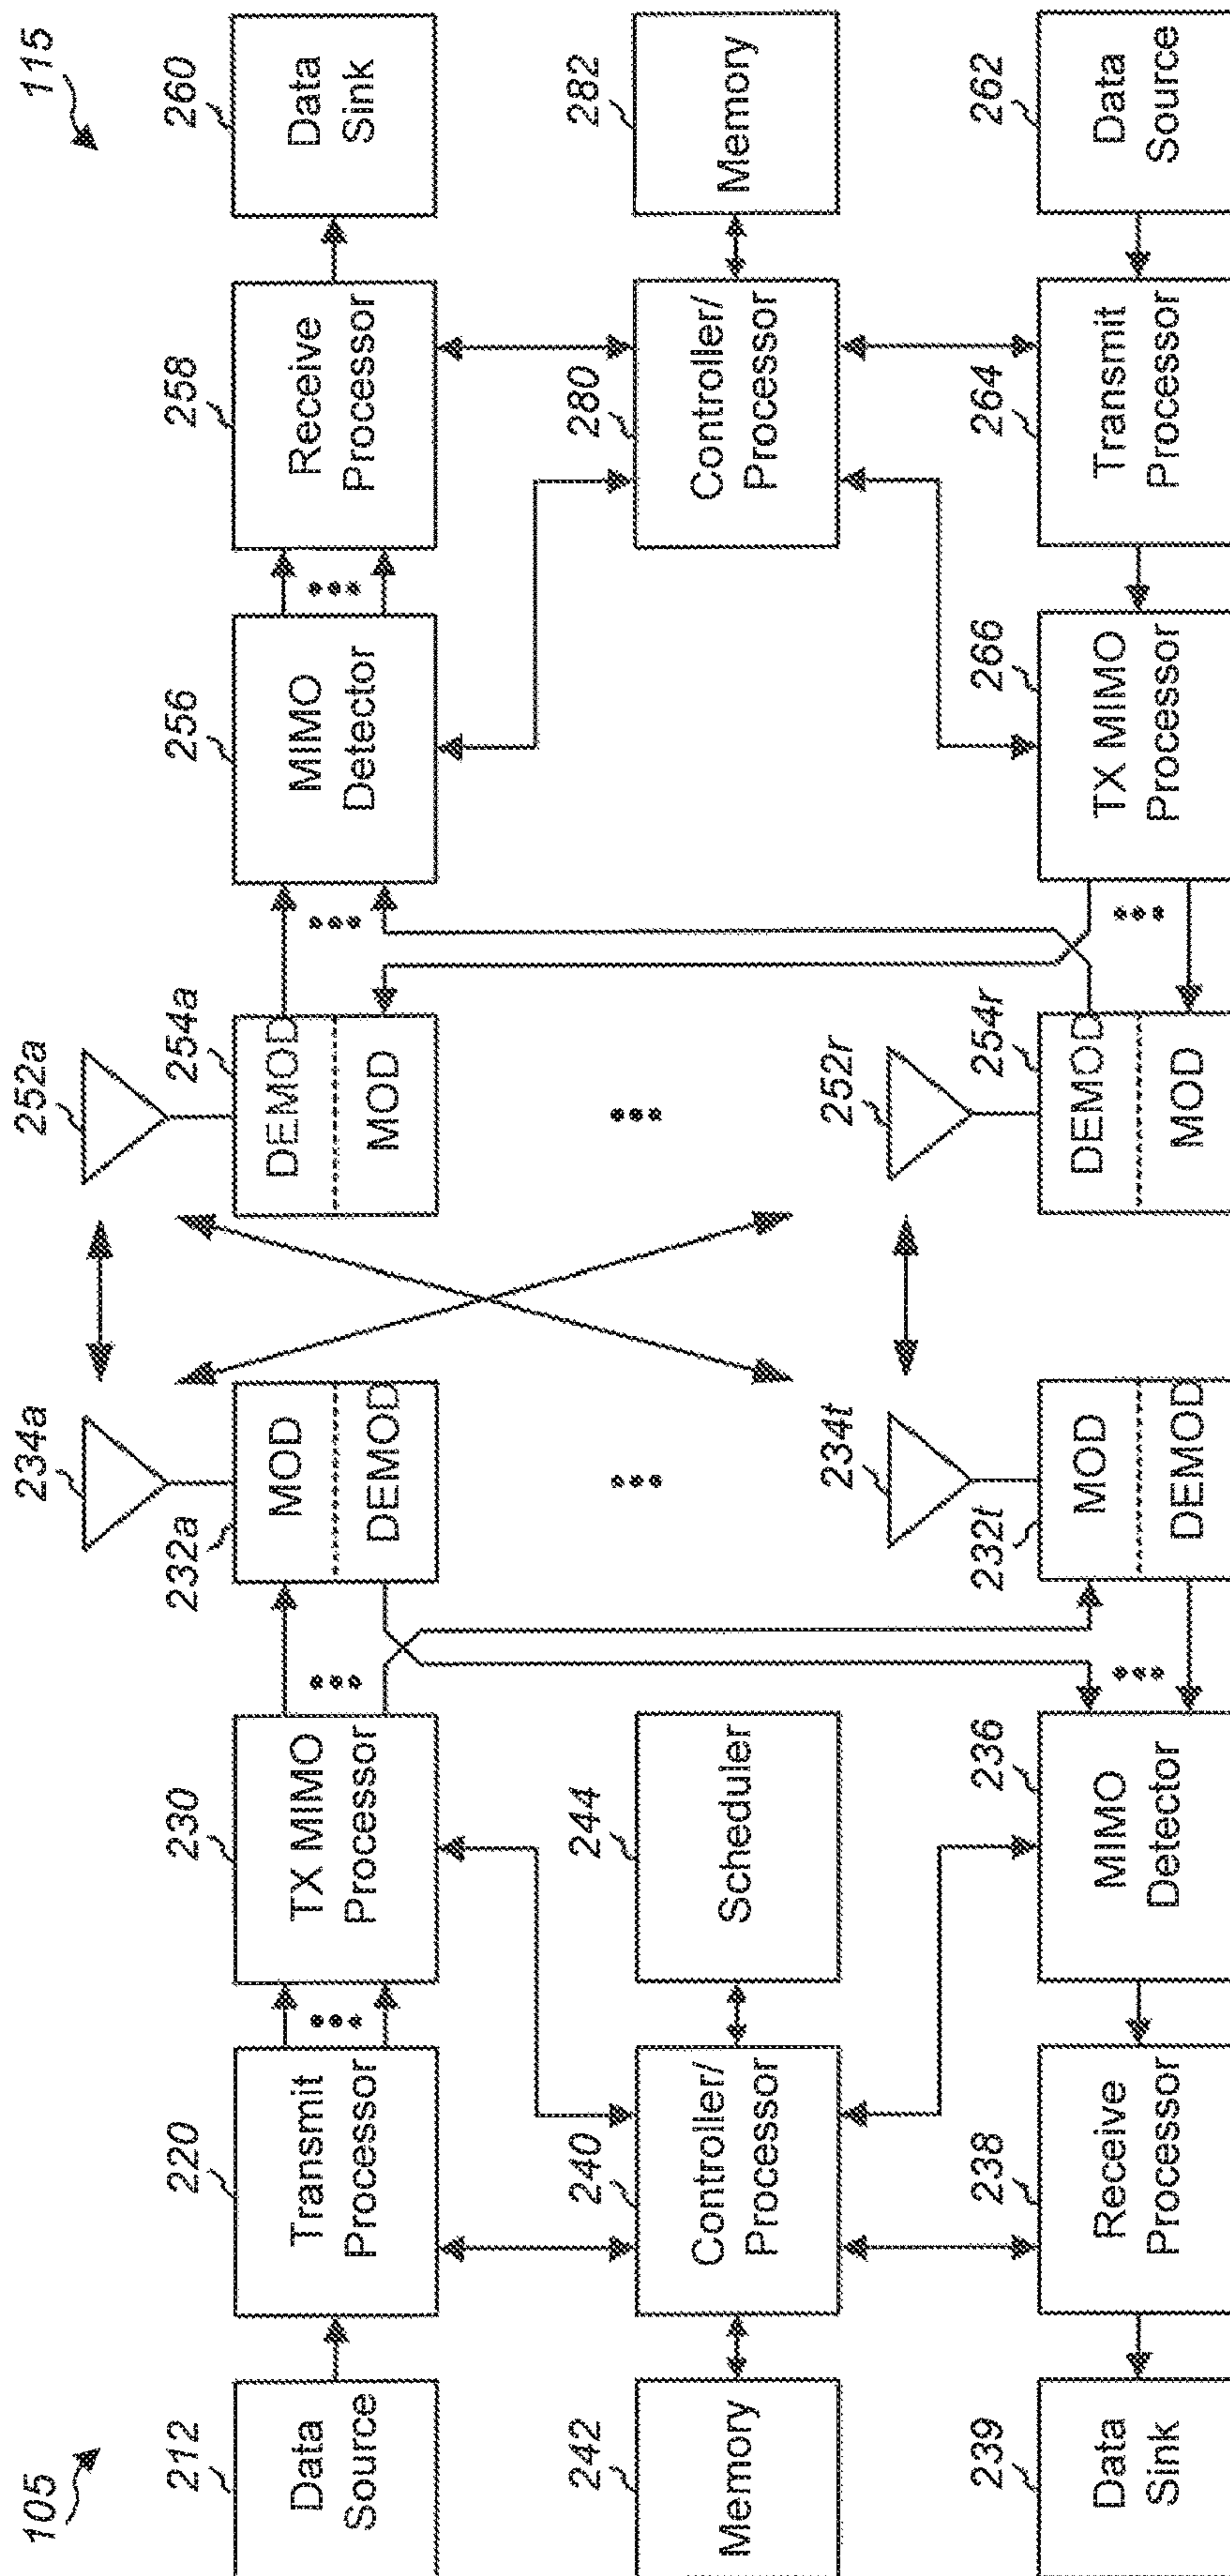 105
115
234a
252a
212
220
230
232a
254a
256
258
260
Data
Source
Transmit
Processor
TX MIMO
Processor
MOD
DEMOD
DEMOD
MOD
MIMO
Detector
Receive
Processor
Data
Sink
242
240
244
280
282
Memory
Controller/
Processor
Scheduler
Controller/
Processor
Memory
234t
252r
239
238
236
232t
254r
266
264
262
Data
Sink
Receive
Processor
MIMO
Detector
MOD
DEMOD
DEMOD
MOD
TX MIMO
Processor
Transmit
Processor
Data
Source